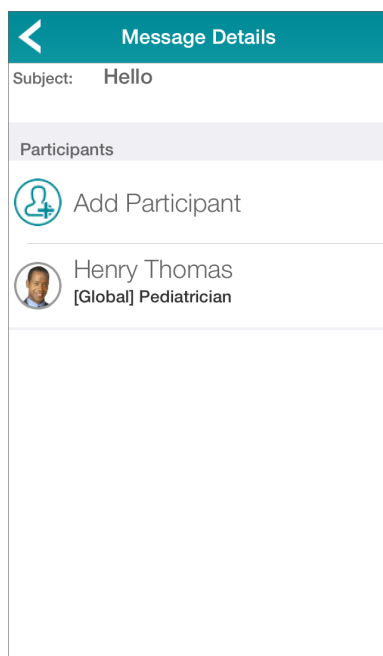 Message Details
Subject: Hello
Participants
Add Participant
Henry Thomas
[Global] Pediatrician